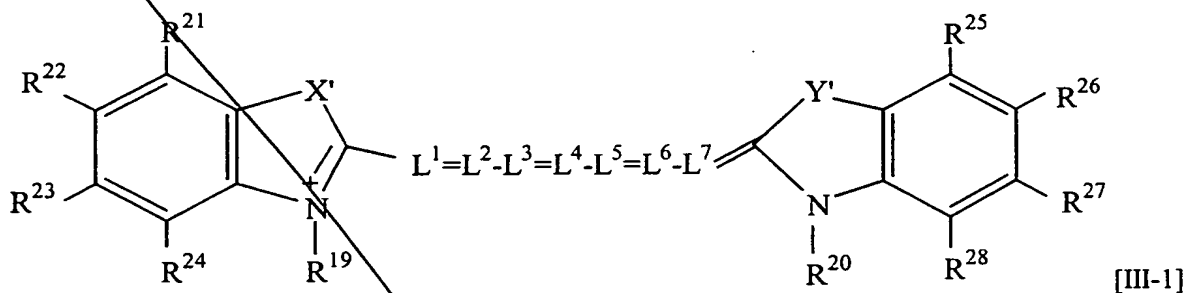 R²¹ R²⁵
R²² X' Y' R²⁶
L¹=L²-L³=L⁴-L⁵=L⁶-L⁷
R²³ N⁺ N R²⁷
R²⁴ R¹⁹ R²⁰ R²⁸
[III-1]